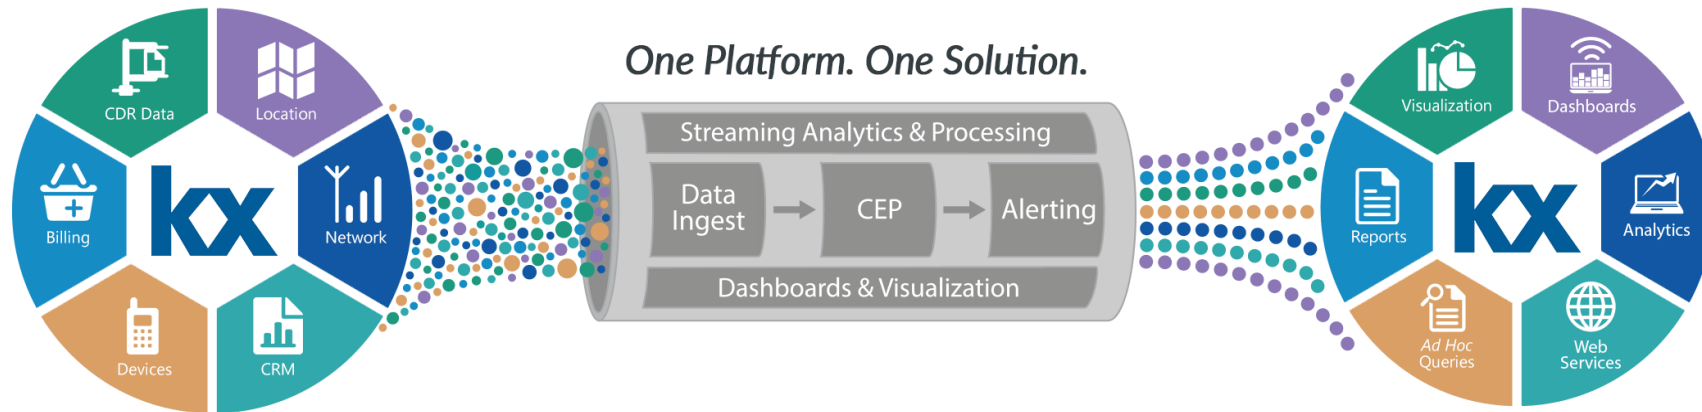 One Platform. One Solution.
CDR Data
Location
Billing
kx
Network
Devices
CRM
Streaming Analytics & Processing
Data
Ingest
CEP
Alerting
Dashboards & Visualization
Visualization
Dashboards
Reports
kx
Analytics
Ad Hoc
Queries
Web
Services